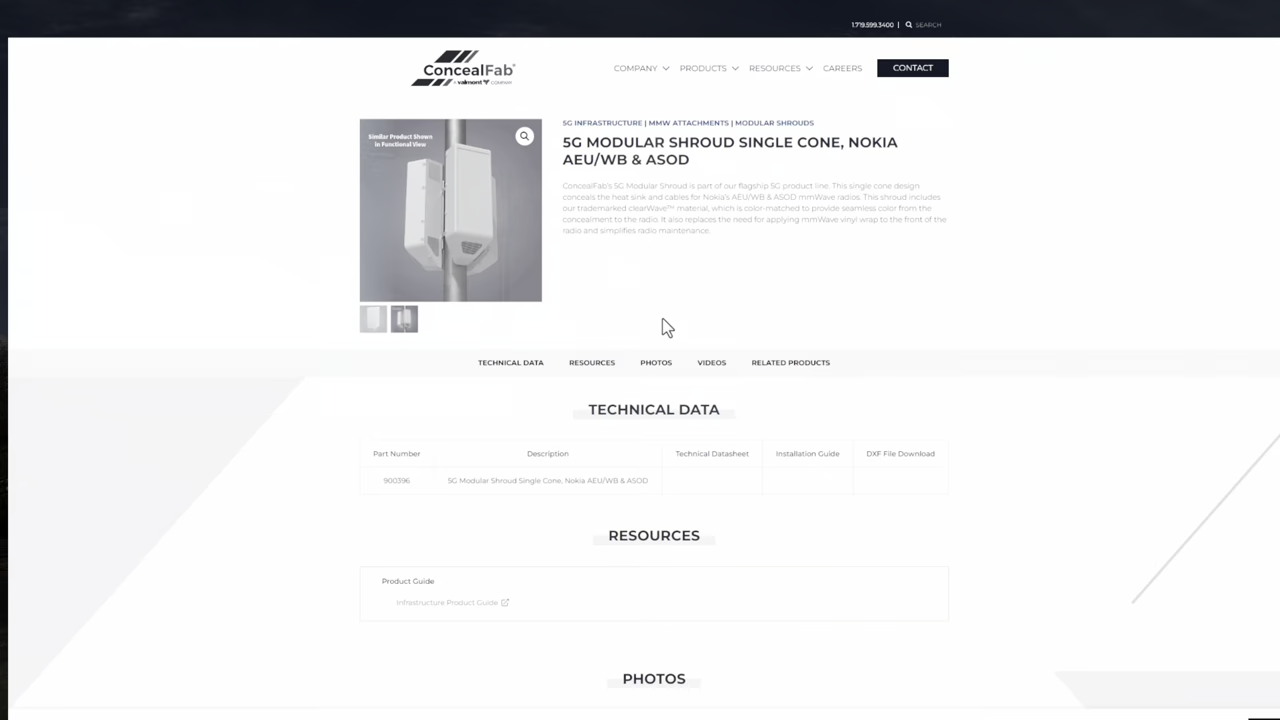 1.719.599.3400 | SEARCH
ConcealFab®
a valmont COMPANY
COMPANY PRODUCTS RESOURCES CAREERS CONTACT
Similar Product Shown
in Functional View
5G INFRASTRUCTURE | MMW ATTACHMENTS | MODULAR SHROUDS
5G MODULAR SHROUD SINGLE CONE, NOKIA
AEU/WB & ASOD
ConcealFab's 5G Modular Shroud is part of our flagship 5G product line. This single cone design
conceals the heat sink and cables for Nokia's AEU/WB & ASOD mmWave radios. This shroud includes
our trademarked clearWave™ material, which is color-matched to provide seamless color from the
concealment to the radio. It also replaces the need for applying mmWave vinyl wrap to the front of the
radio and simplifies radio maintenance.
TECHNICAL DATA RESOURCES PHOTOS VIDEOS RELATED PRODUCTS
TECHNICAL DATA
Part Number Description Technical Datasheet Installation Guide DXF File Download
900396 5G Modular Shroud Single Cone, Nokia AEU/WB & ASOD
RESOURCES
Product Guide
Infrastructure Product Guide
PHOTOS